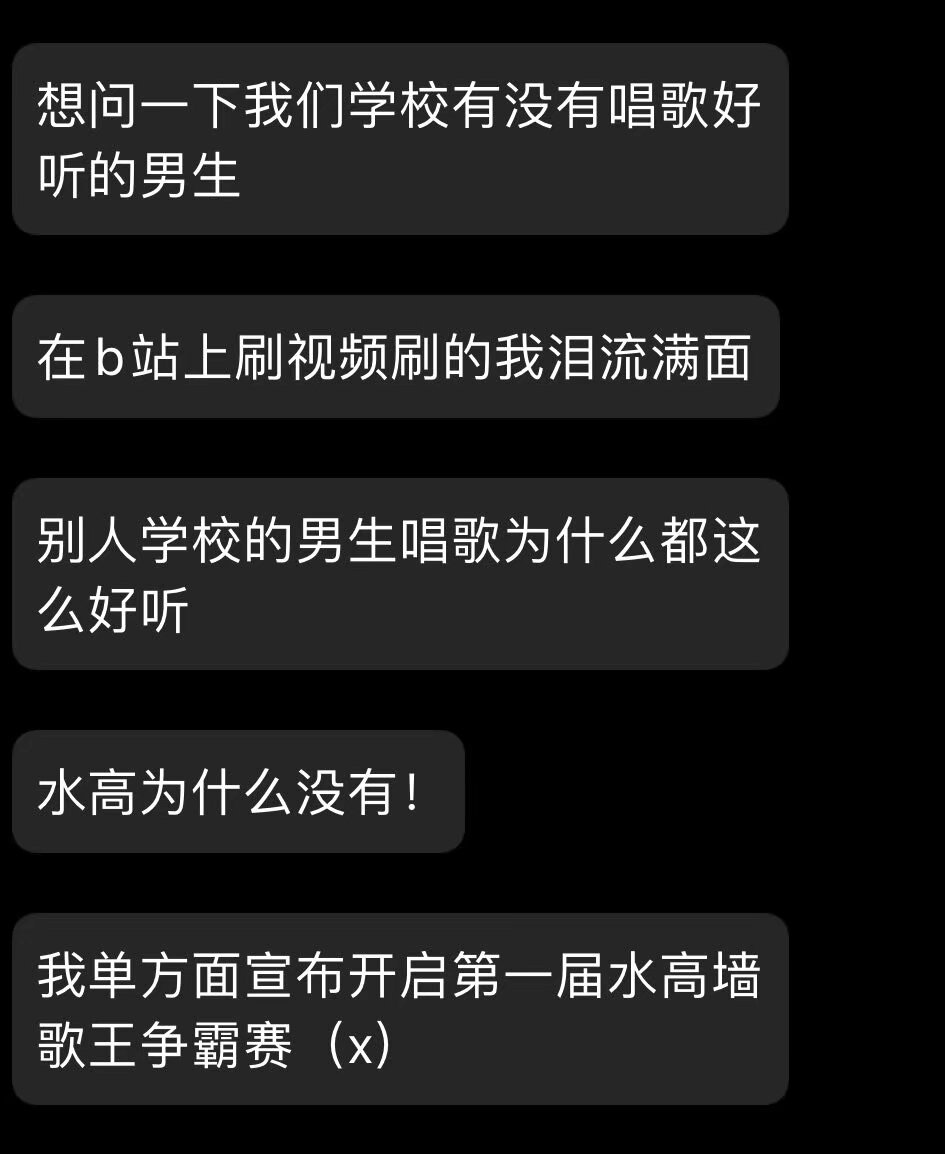 想问一下我们学校有没有唱歌好
听的男生
在b站上刷视频刷的我泪流满面
别人学校的男生唱歌为什么都这
么好听
水高为什么没有！
我单方面宣布开启第一届水高墙
歌王争霸赛（x）